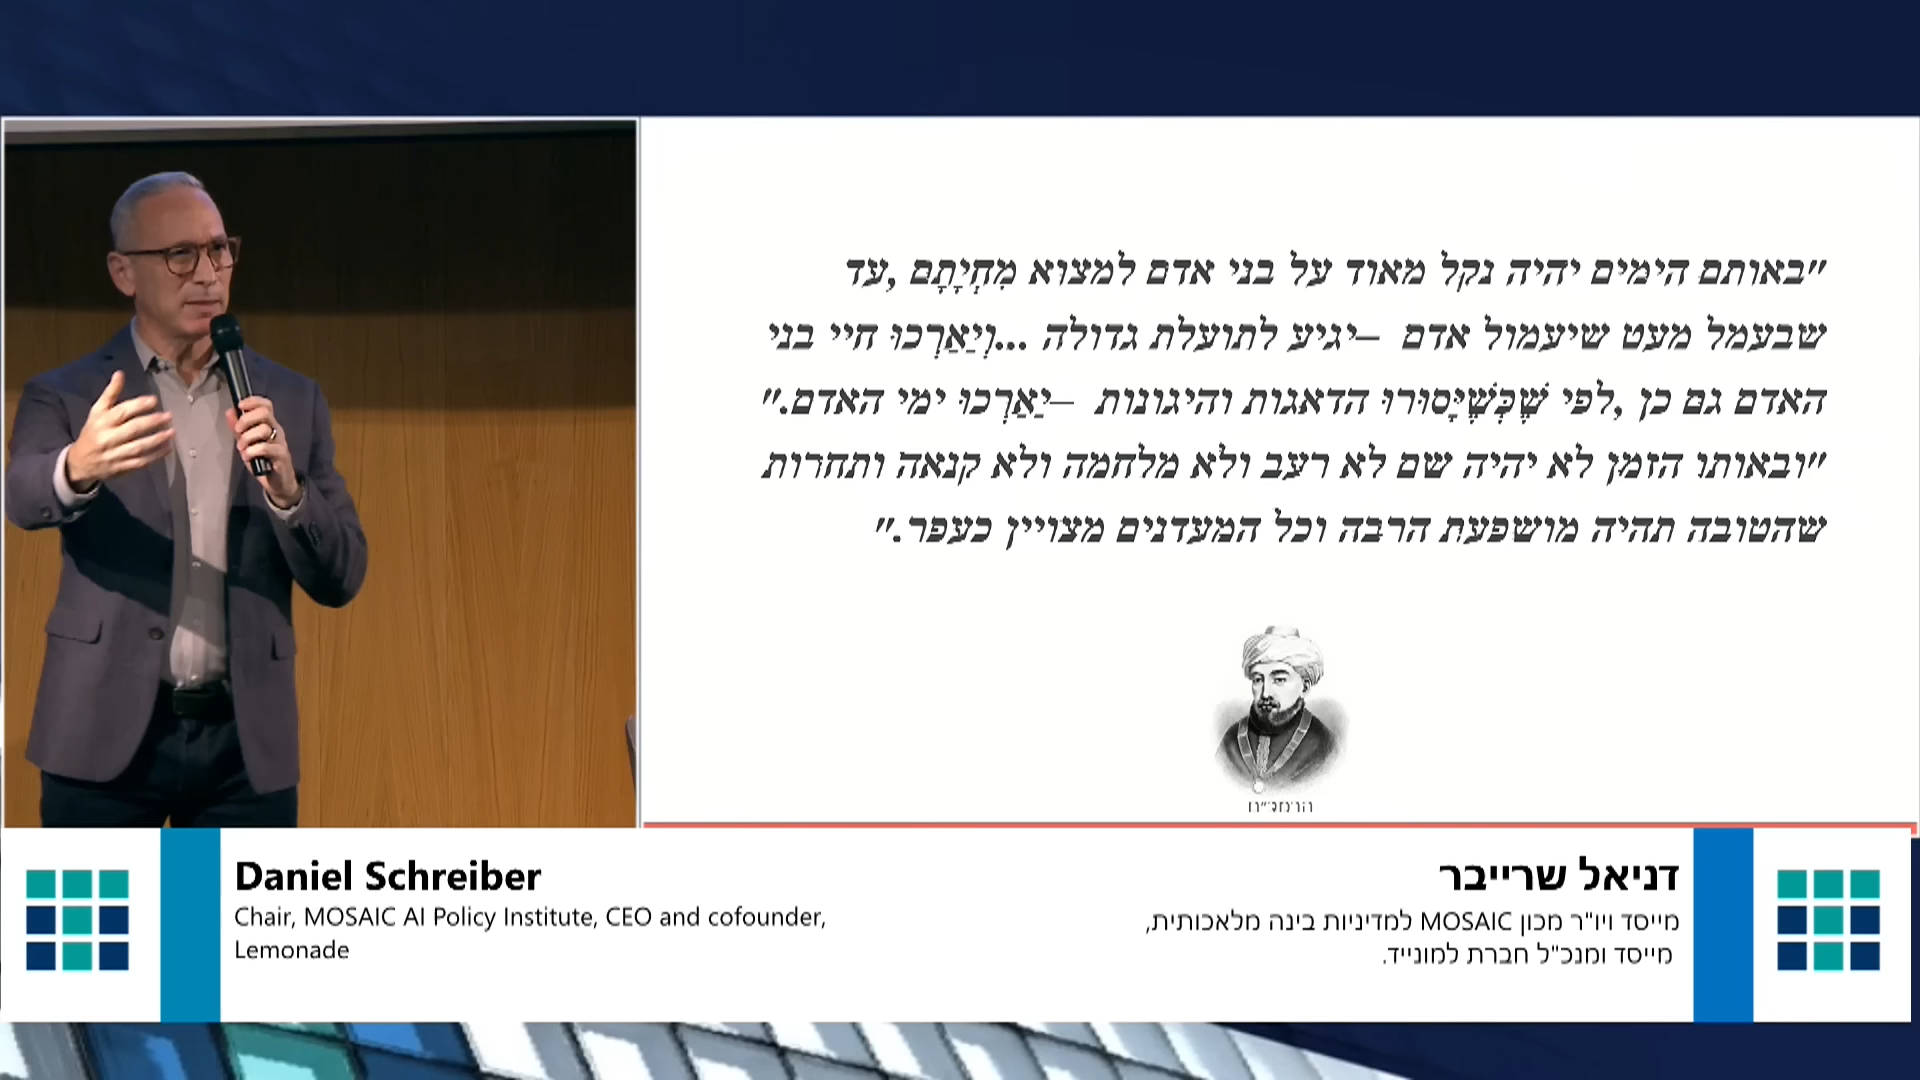 "באותם הימים יהיה נקל מאוד על בני אדם למצוא מִחְיָתָם ,עד
שבעמל מעט שיעמול אדם –יגיע לתועלת גדולה ...וְיַאַרְכוּ חיי בני
האדם גם כן ,לפי שֶׁכְּשֶׁיָּסוּרוּ הדאגות והיגונות –יַאַרְכוּ ימי האדם."
"ובאותו הזמן לא יהיה שם לא רעב ולא מלחמה ולא קנאה ותחרות
שהטובה תהיה מושפעת הרבה וכל המעדנים מצויין כעפר."
הרמב"ם
Daniel Schreiber
Chair, MOSAIC AI Policy Institute, CEO and cofounder,
Lemonade
דניאל שרייבר
מייסד ויו"ר מכון MOSAIC למדיניות בינה מלאכותית,
מייסד ומנכ"ל חברת למונייד.